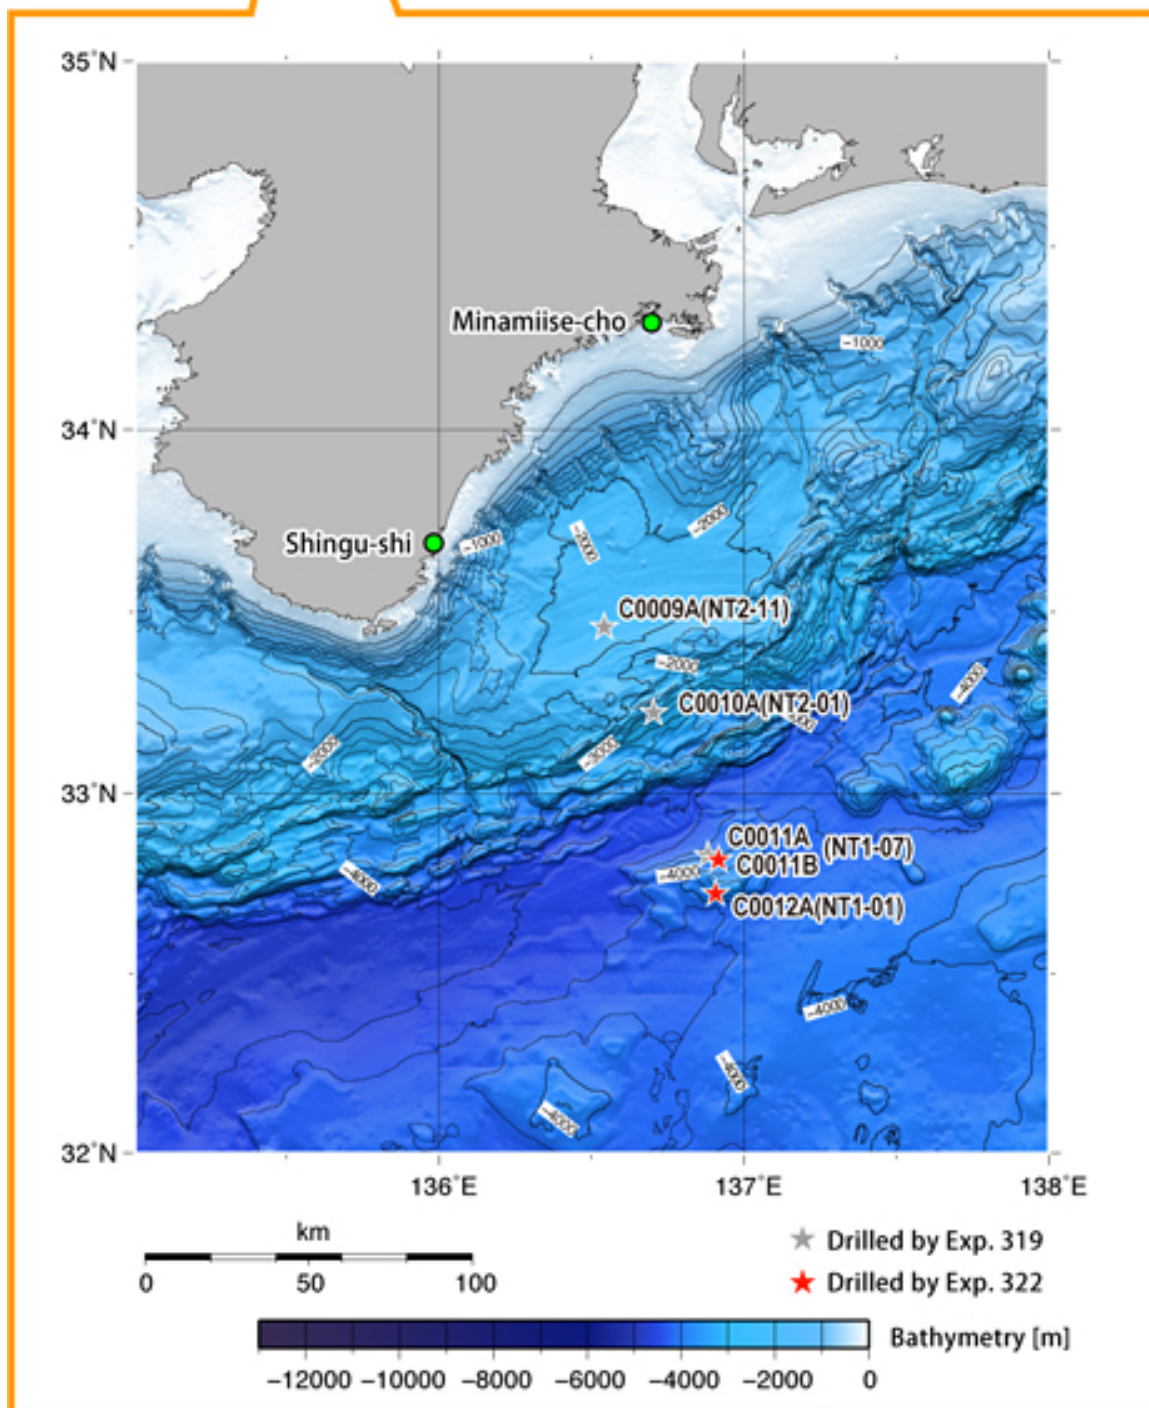 35°N
Minamiise-cho
-1000
34°N
-2000
-2000
Shingu-shi
-1000
C0009A(NT2-11)
-2000
-4000
C0010A(NT2-01)
-2000
-3000
33°N
C0011A
(NT1-07)
C0011B
-4000
-4000
C0012A(NT1-01)
-4000
-4000
-4000
32°N
136°E
137°E
138°E
km
0
50
100
Drilled by Exp. 319
Drilled by Exp. 322
Bathymetry [m]
-12000
-10000
-8000
-6000
-4000
-2000
0